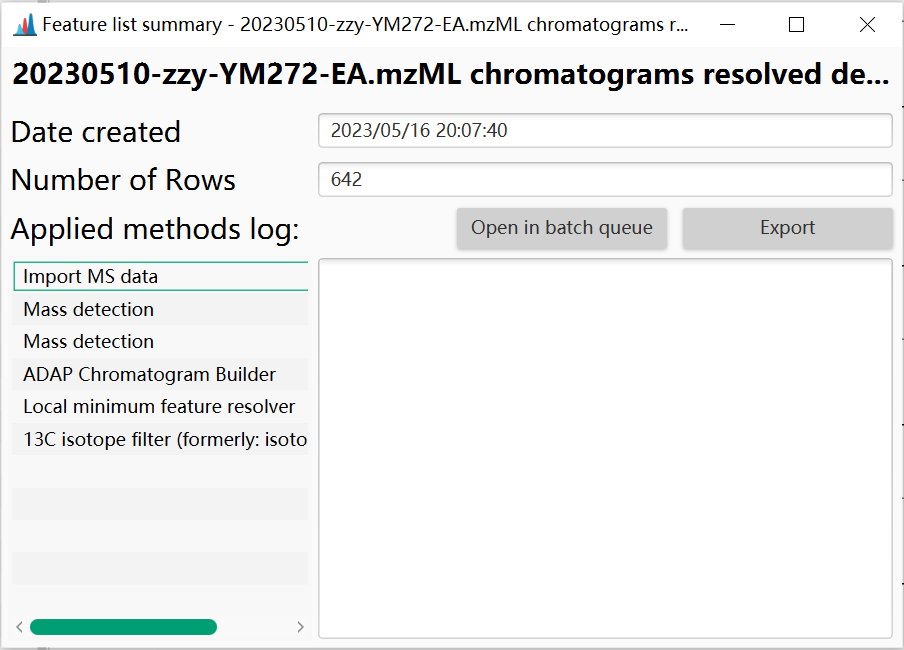 Feature list summary - 20230510-zzy-YM272-EA.mzML chromatograms r...
20230510-zzy-YM272-EA.mzML chromatograms resolved de...
Date created 2023/05/16 20:07:40
Number of Rows 642
Applied methods log: Open in batch queue Export
Import MS data
Mass detection
Mass detection
ADAP Chromatogram Builder
Local minimum feature resolver
13C isotope filter (formerly: isoto